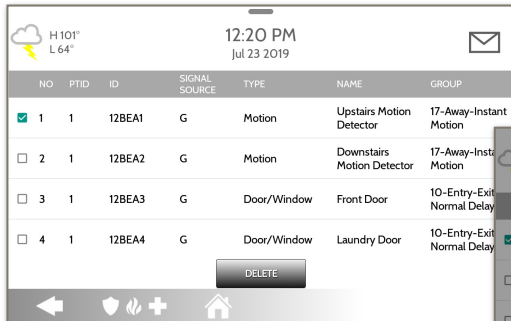 H 101°
L 64°
12:20 PM
Jul 23 2019
NO PTID ID SIGNAL SOURCE TYPE NAME GROUP
1 1 12BEA1 G Motion Upstairs Motion Detector 17-Away-Instant Motion
2 1 12BEA2 G Motion Downstairs Motion Detector 17-Away-Insta Motion
3 1 12BEA3 G Door/Window Front Door 10-Entry-Exit Normal Delay
4 1 12BEA4 G Door/Window Laundry Door 10-Entry-Exit Normal Delay
DELETE